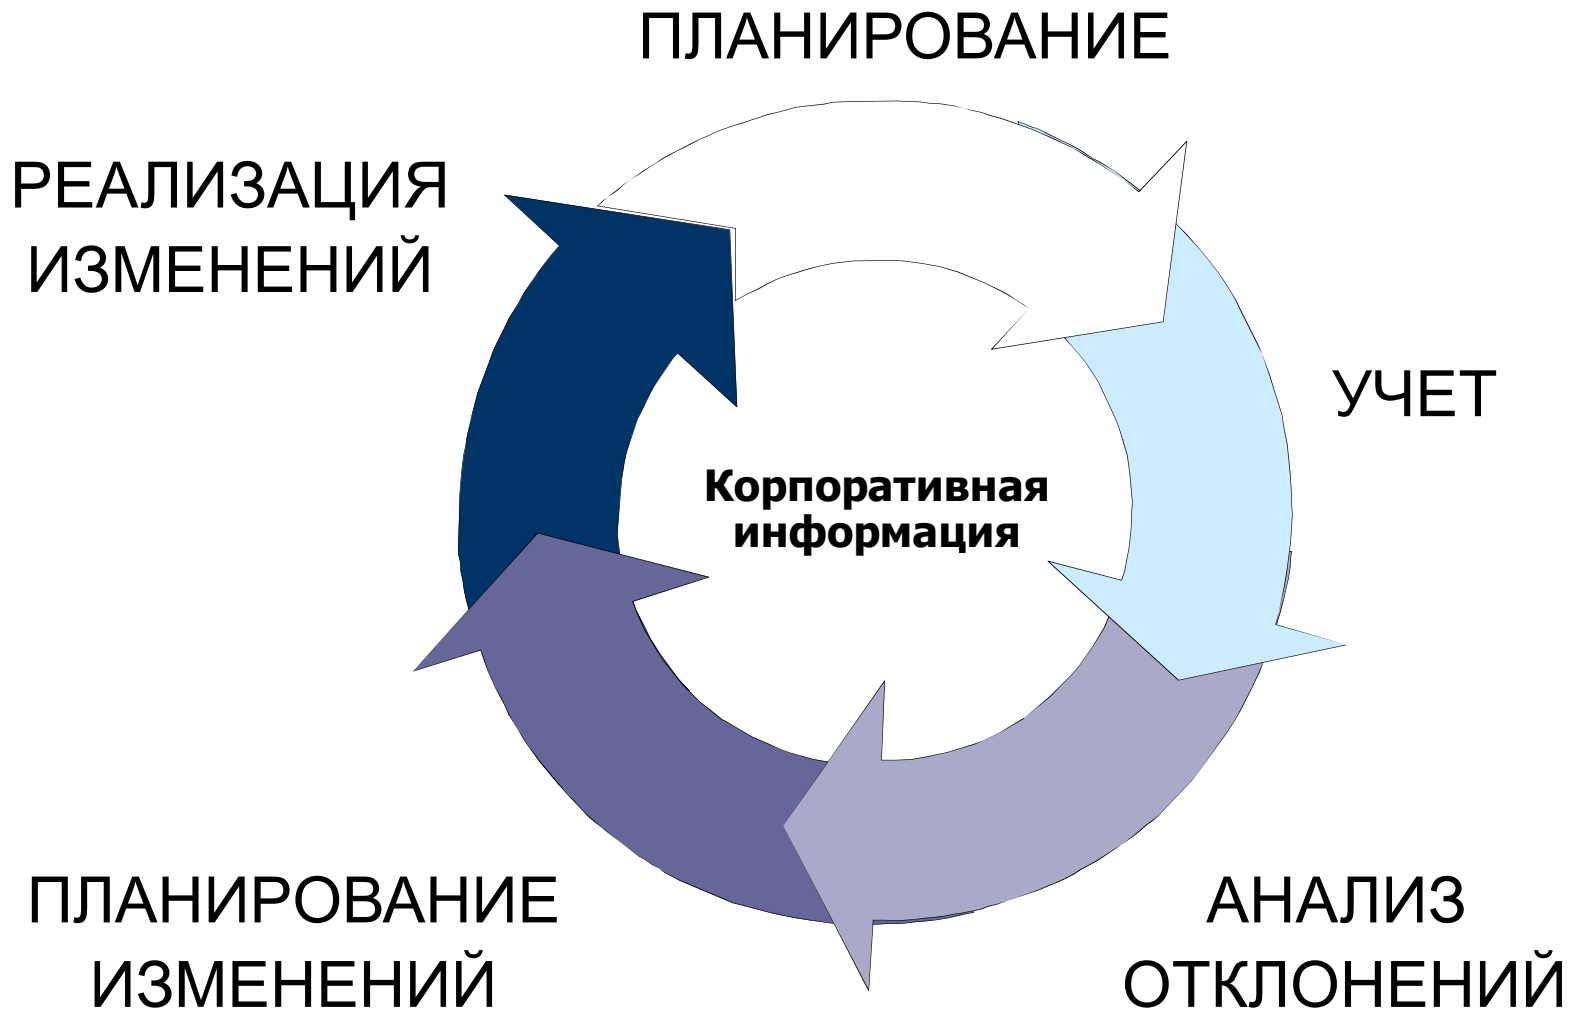 ПЛАНИРОВАНИЕ
РЕАЛИЗАЦИЯ
ИЗМЕНЕНИЙ
УЧЕТ
Корпоративная
информация
ПЛАНИРОВАНИЕ
ИЗМЕНЕНИЙ
АНАЛИЗ
ОТКЛОНЕНИЙ